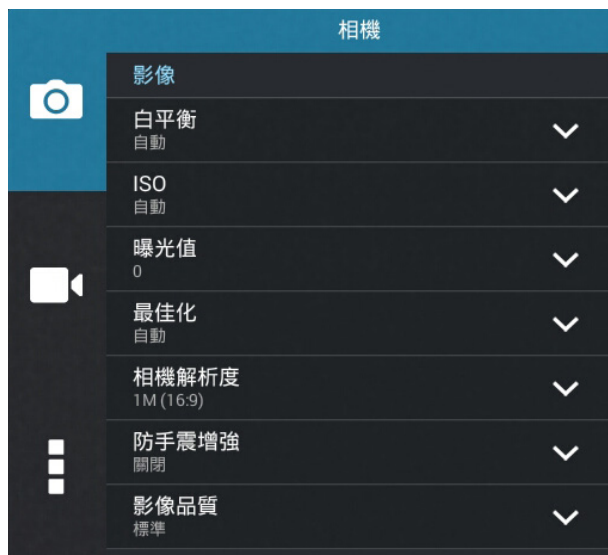 相機
影像
白平衡
自動
ISO
自動
曝光值
0
最佳化
自動
相機解析度
1M (16:9)
防手震增強
關閉
影像品質
標準